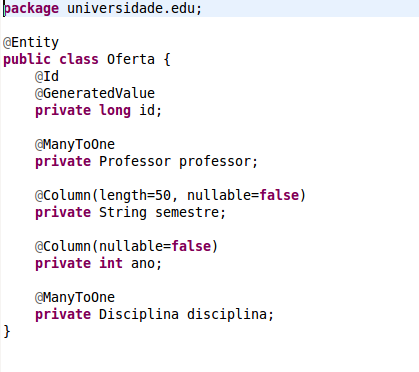 package universidade.edu;
@Entity
public class Oferta {
@Id
@GeneratedValue
private long id;
@ManyToOne
private Professor professor;
@Column(length=50, nullable=false)
private String semestre;
@Column(nullable=false)
private int ano;
@ManyToOne
private Disciplina disciplina;
}